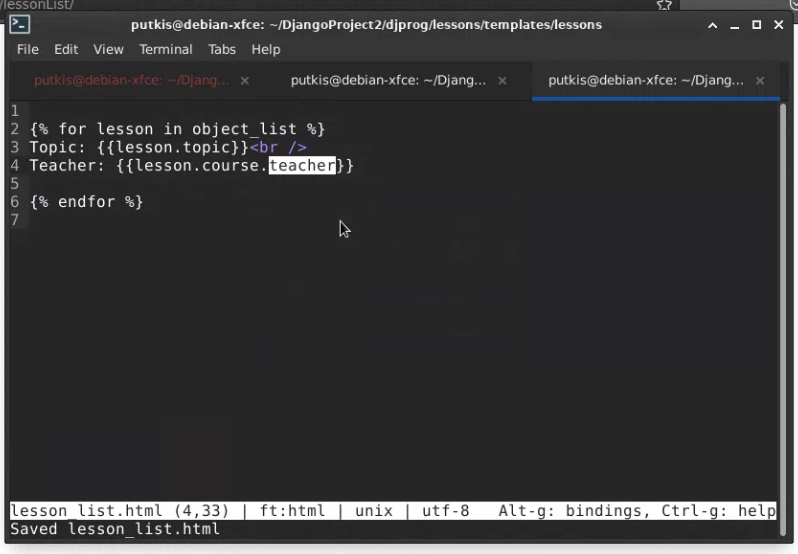 /lessonList/
putkis@debian-xfce: ~/DjangoProject2/djprog/lessons/templates/lessons
File Edit View Terminal Tabs Help
putkis@debian-xfce: ~/Djang... × putkis@debian-xfce: ~/Djang... × putkis@debian-xfce: ~/Djang... ×
1
2 {% for lesson in object_list %}
3 Topic: {{lesson.topic}}<br />
4 Teacher: {{lesson.course.teacher}}
5
6 {% endfor %}
7
lesson_list.html (4,33) | ft:html | unix | utf-8 Alt-g: bindings, Ctrl-g: help
Saved lesson_list.html